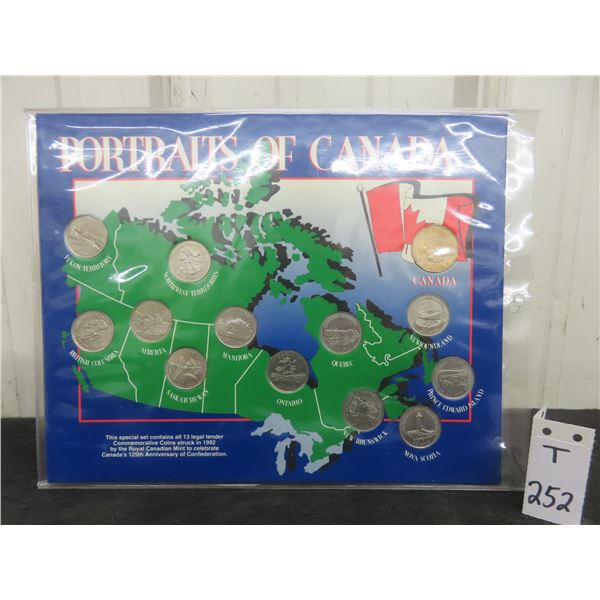 PORTRAITS OF CANADA
YUKON TERRITORY
NORTHWEST TERRITORIES
CANADA
BRITISH COLUMBIA
ALBERTA
MANITOBA
QUEBEC
NEWFOUNDLAND
SASKATCHEWAN
ONTARIO
PRINCE EDWARD ISLAND
BRUNSWICK
NOVA SCOTIA
This special set contains all 13 legal tender
Commemorative Coins struck in 1992
by the Royal Canadian Mint to celebrate
Canada's 125th Anniversary of Confederation.
T
252